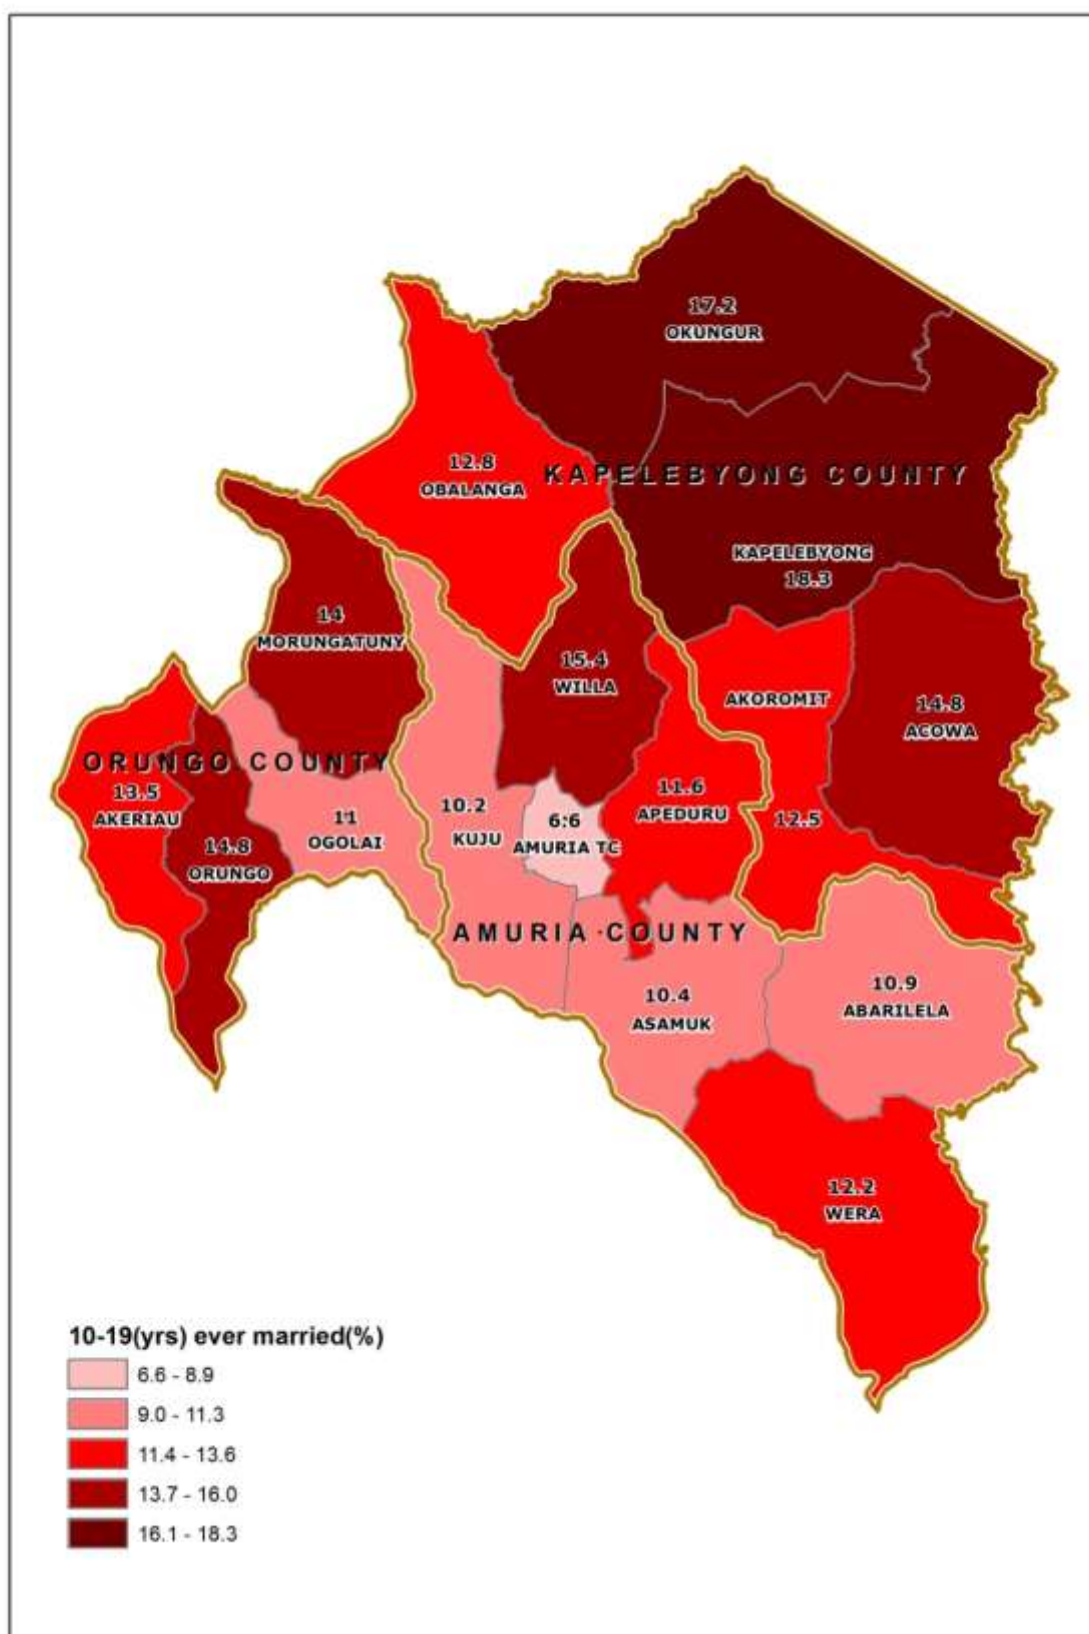 17.2
OKUNGUR
12.8
OBALANGA
KAPELEBYONG COUNTY
KAPELEBYONG
18.3
14
MORUNGATUNY
15.4
WILLA
AKOROMIT
14.8
ACOWA
ORUNGO COUNTY
13.5
AKERIAU
11
OGOLAI
14.8
ORUNGO
10.2
KUJU
6.6
AMURIA TC
11.6
APEDURU
12.5
AMURIA COUNTY
10.4
ASAMUK
10.9
ABARILELA
12.2
WERA
10-19(yrs) ever married(%)
6.6 - 8.9
9.0 - 11.3
11.4 - 13.6
13.7 - 16.0
16.1 - 18.3